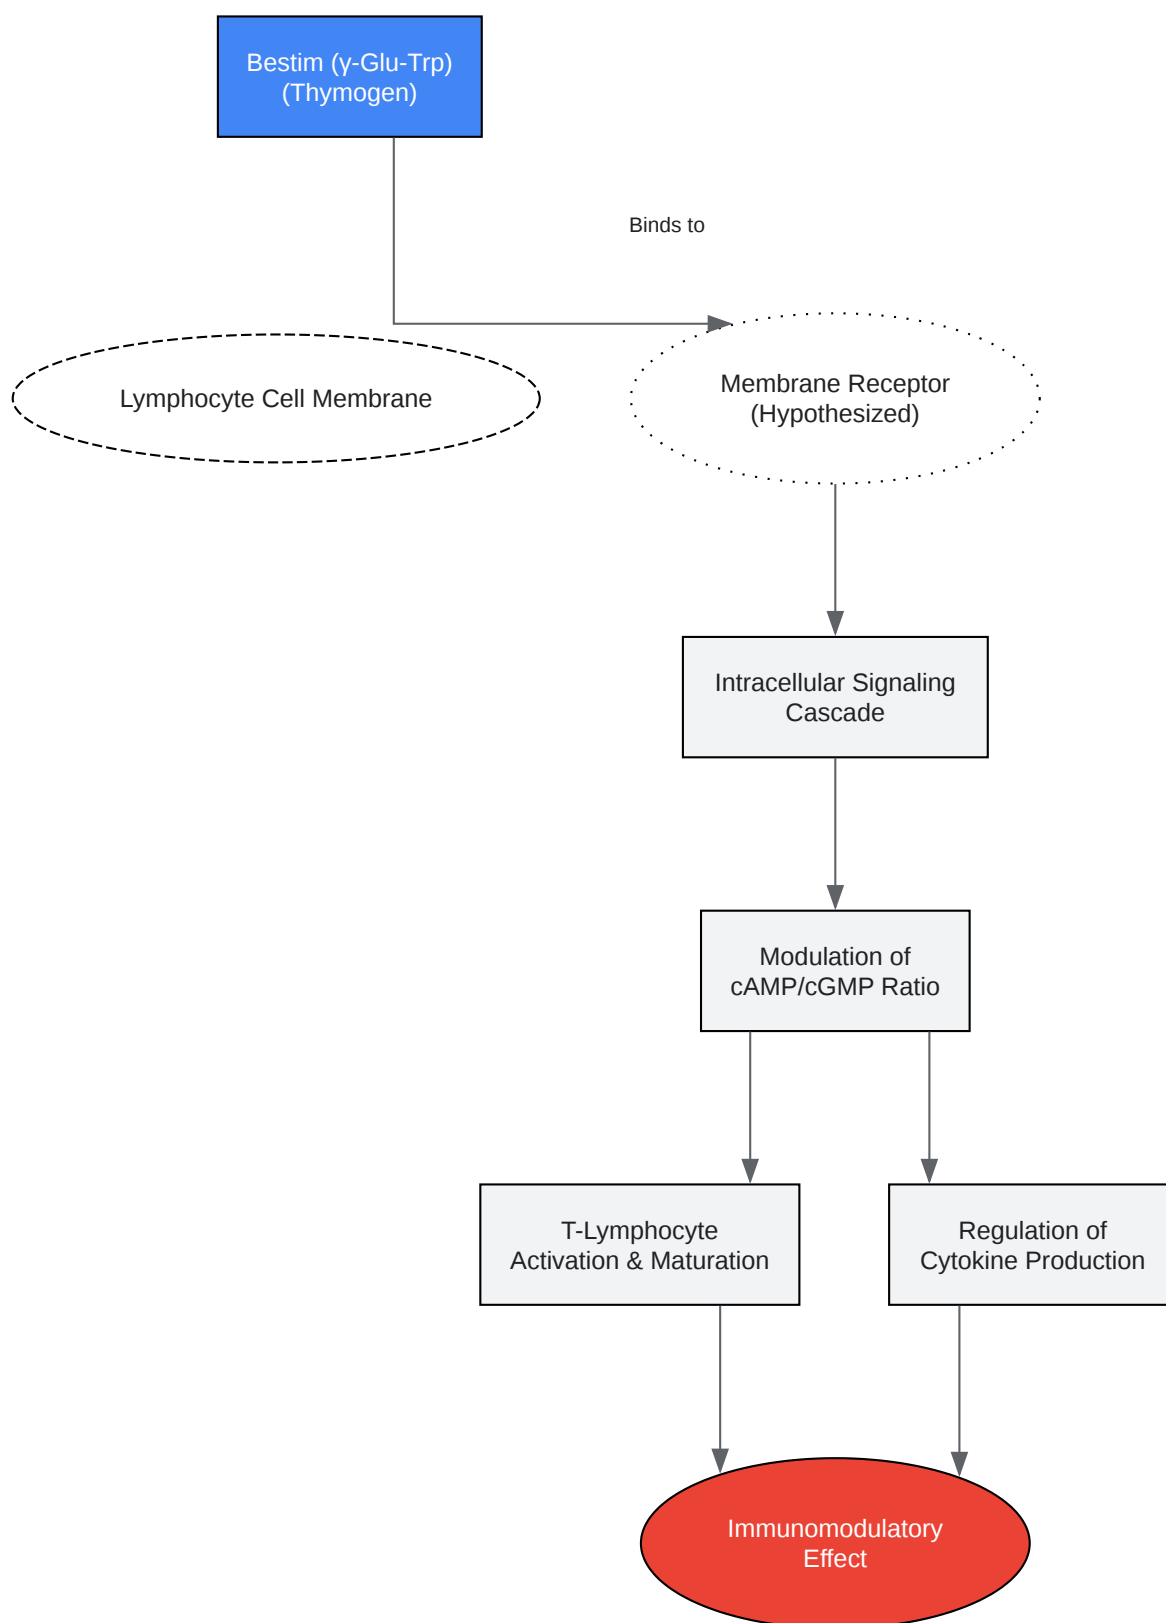 Bestim (γ-Glu-Trp)
(Thymogen)
Binds to
Lymphocyte Cell Membrane
Membrane Receptor
(Hypothesized)
Intracellular Signaling
Cascade
Modulation of
cAMP/cGMP Ratio
T-Lymphocyte
Activation & Maturation
Regulation of
Cytokine Production
Immunomodulatory
Effect